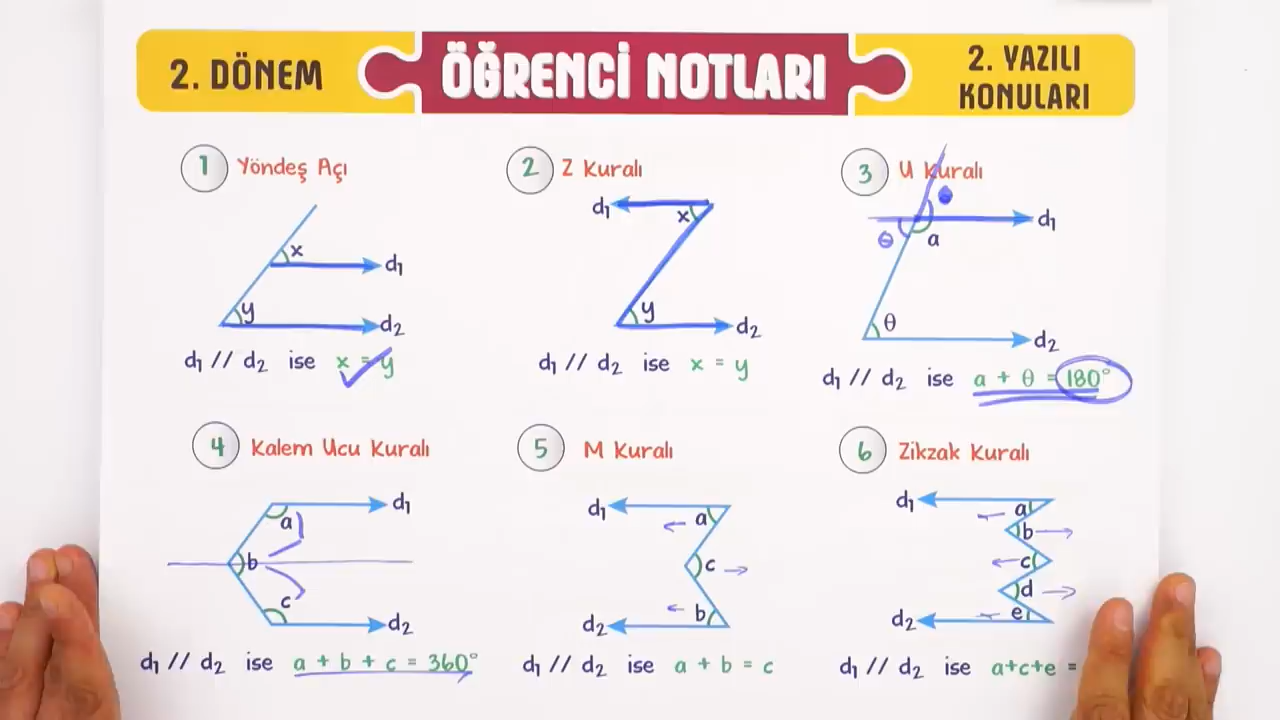 2. DÖNEM
ÖĞRENCİ NOTLARI
2. YAZILI
KONULARI
1 Yöndeş Açı
x
d₁
y
d₂
d₁ // d₂ ise x = y
2 Z Kuralı
d₁
x
y
d₂
d₁ // d₂ ise x = y
3 U Kuralı
θ
d₁
θ a
θ
d₂
d₁ // d₂ ise a + θ = 180°
4 Kalem Ucu Kuralı
d₁
a
b
c
d₂
d₁ // d₂ ise a + b + c = 360°
5 M Kuralı
d₁
a
c
b
d₂
d₁ // d₂ ise a + b = c
6 Zikzak Kuralı
d₁
a
b
c
d
e
d₂
d₁ // d₂ ise a+c+e =